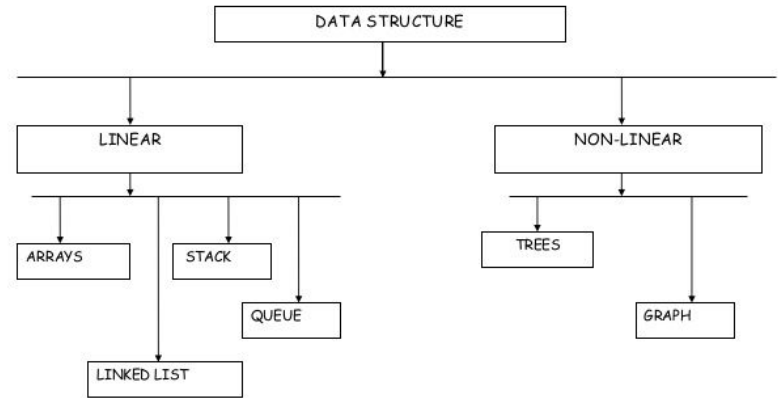 DATA STRUCTURE
LINEAR
NON-LINEAR
ARRAYS
STACK
TREES
QUEUE
GRAPH
LINKED LIST